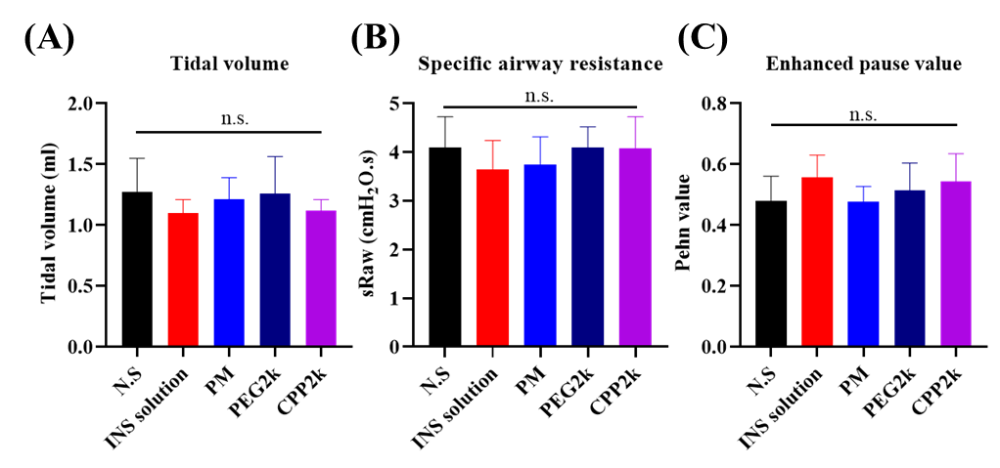 (A)
Tidal volume
n.s.
Tidal volume (ml)
2.0
1.5
1.0
0.5
0.0
N.S
INS solution
PM
PEG2k
CPP2k
(B)
Specific airway resistance
n.s.
sRaw (cmH₂O.s)
5
4
3
2
1
0
N.S
INS solution
PM
PEG2k
CPP2k
(C)
Enhanced pause value
n.s.
Pehn value
0.8
0.6
0.4
0.2
0.0
N.S
INS solution
PM
PEG2k
CPP2k